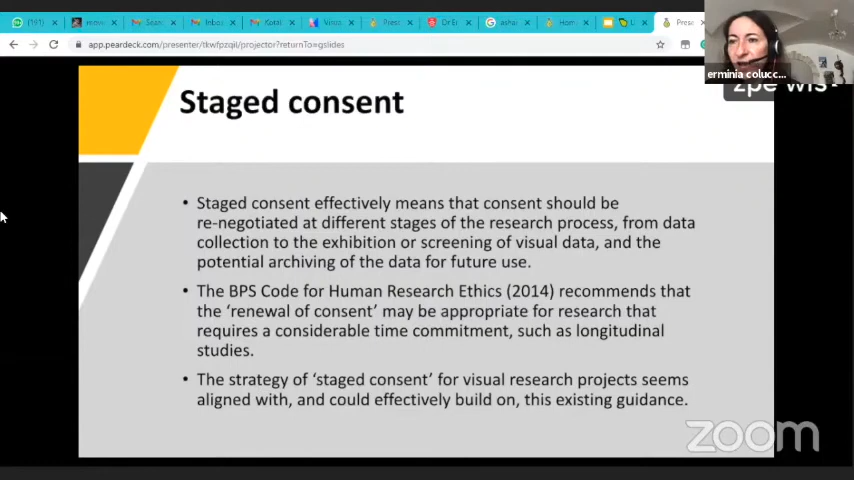 (191)
Inbox
app.peardeck.com/presenter/tkwfpzqil/projector?returnTo=gslides
erminia colucc...
Staged consent
• Staged consent effectively means that consent should be
re-negotiated at different stages of the research process, from data
collection to the exhibition or screening of visual data, and the
potential archiving of the data for future use.
• The BPS Code for Human Research Ethics (2014) recommends that
the ‘renewal of consent’ may be appropriate for research that
requires a considerable time commitment, such as longitudinal
studies.
• The strategy of ‘staged consent’ for visual research projects seems
aligned with, and could effectively build on, this existing guidance.
zoom